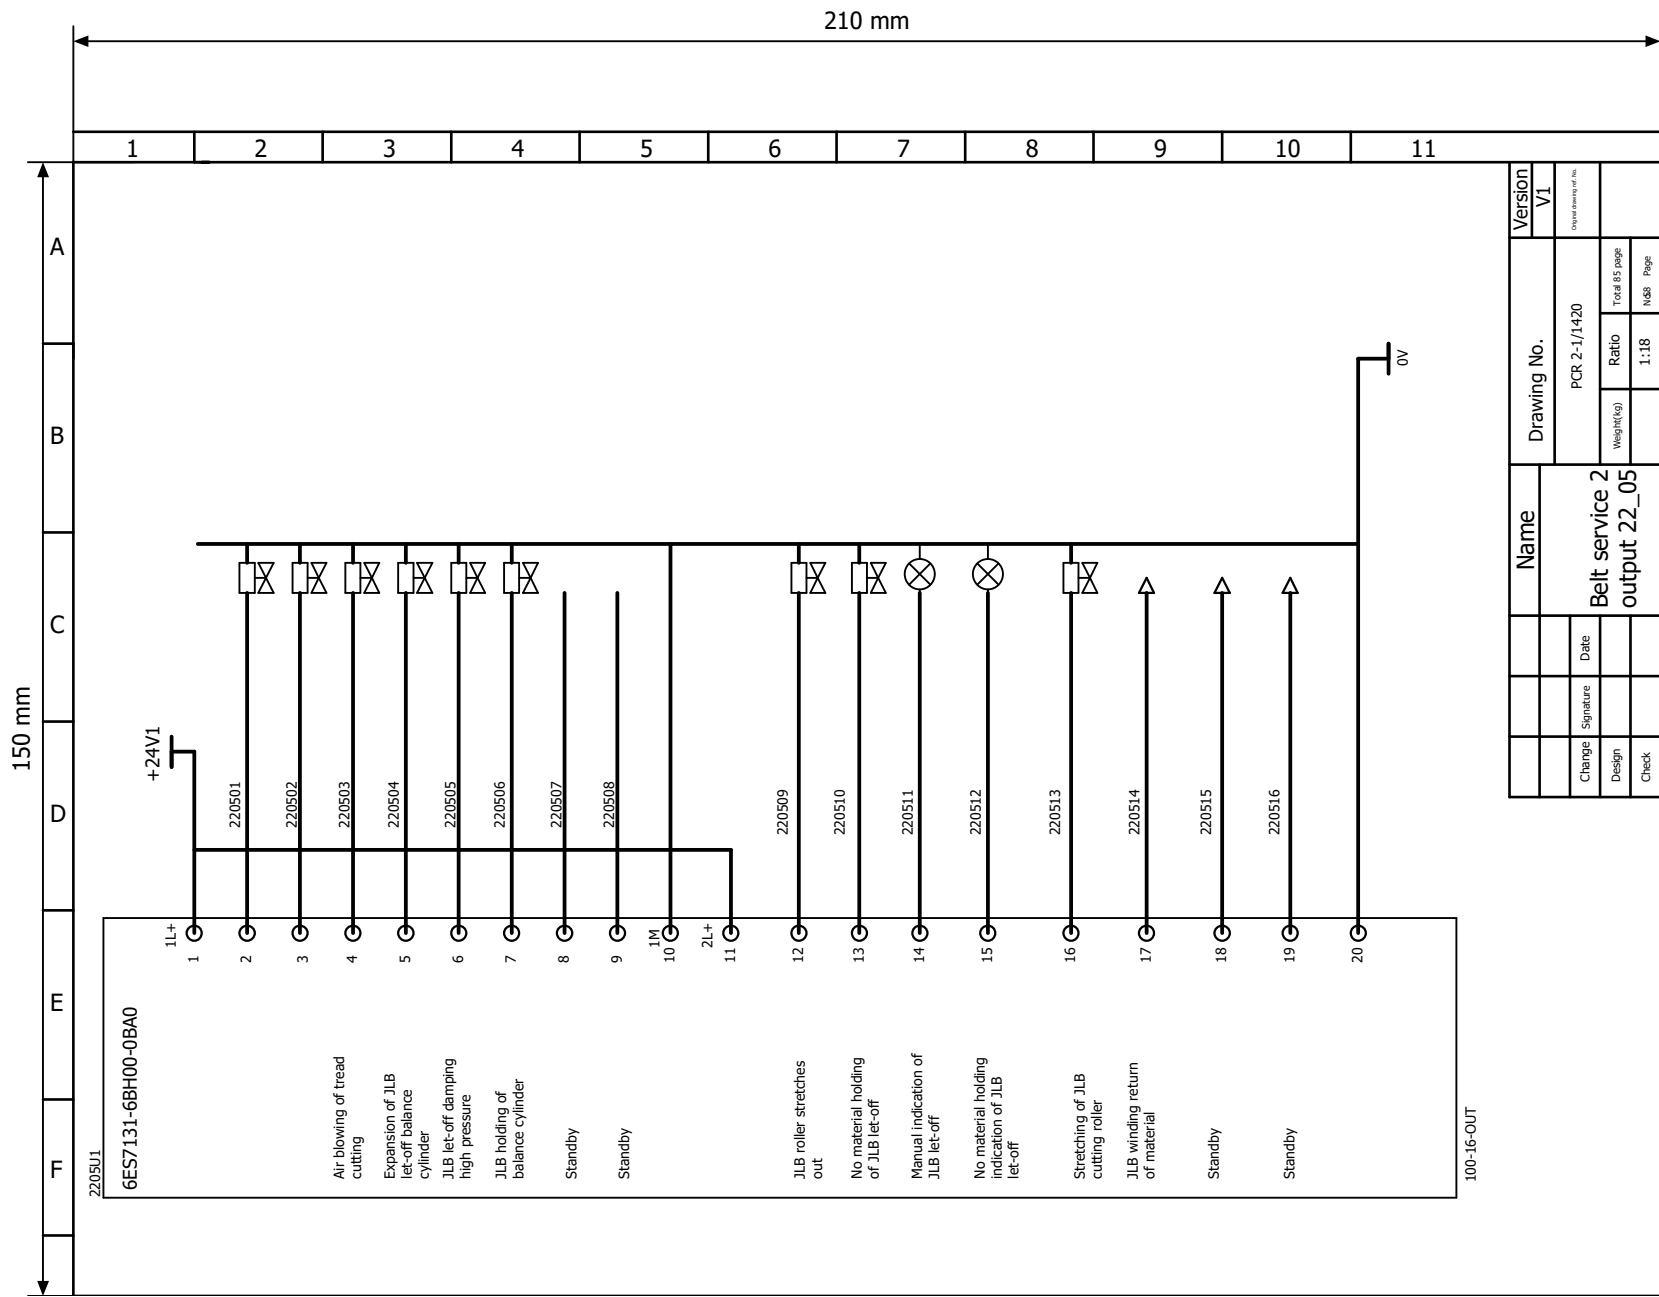 210 mm
1 2 3 4 5 6 7 8 9 10 11
150 mm
A
B
C
D
E
F
Version
V1
Original drawing ref. No.
Drawing No.
PCR 2-1/1420
Weight(kg)
Ratio
Total 85 page
1:18
Page
Name
Belt service 2
output 22_05
Change
Signature
Date
Design
Check
0V
+24V1
220501
220502
220503
220504
220505
220506
220507
220508
220509
220510
220511
220512
220513
220514
220515
220516
1L+
1M
2L+
1
2
3
4
5
6
7
8
9
10
11
12
13
14
15
16
17
18
19
20
2205U1
6ES7131-6BH00-0BA0
Air blowing of tread
cutting
Expansion of JLB
let-off balance
cylinder
JLB let-off damping
high pressure
JLB holding of
balance cylinder
Standby
Standby
JLB roller stretches
out
No material holding
of JLB let-off
Manual indication of
JLB let-off
No material holding
indication of JLB
let-off
Stretching of JLB
cutting roller
JLB winding return
of material
Standby
Standby
100-16-OUT